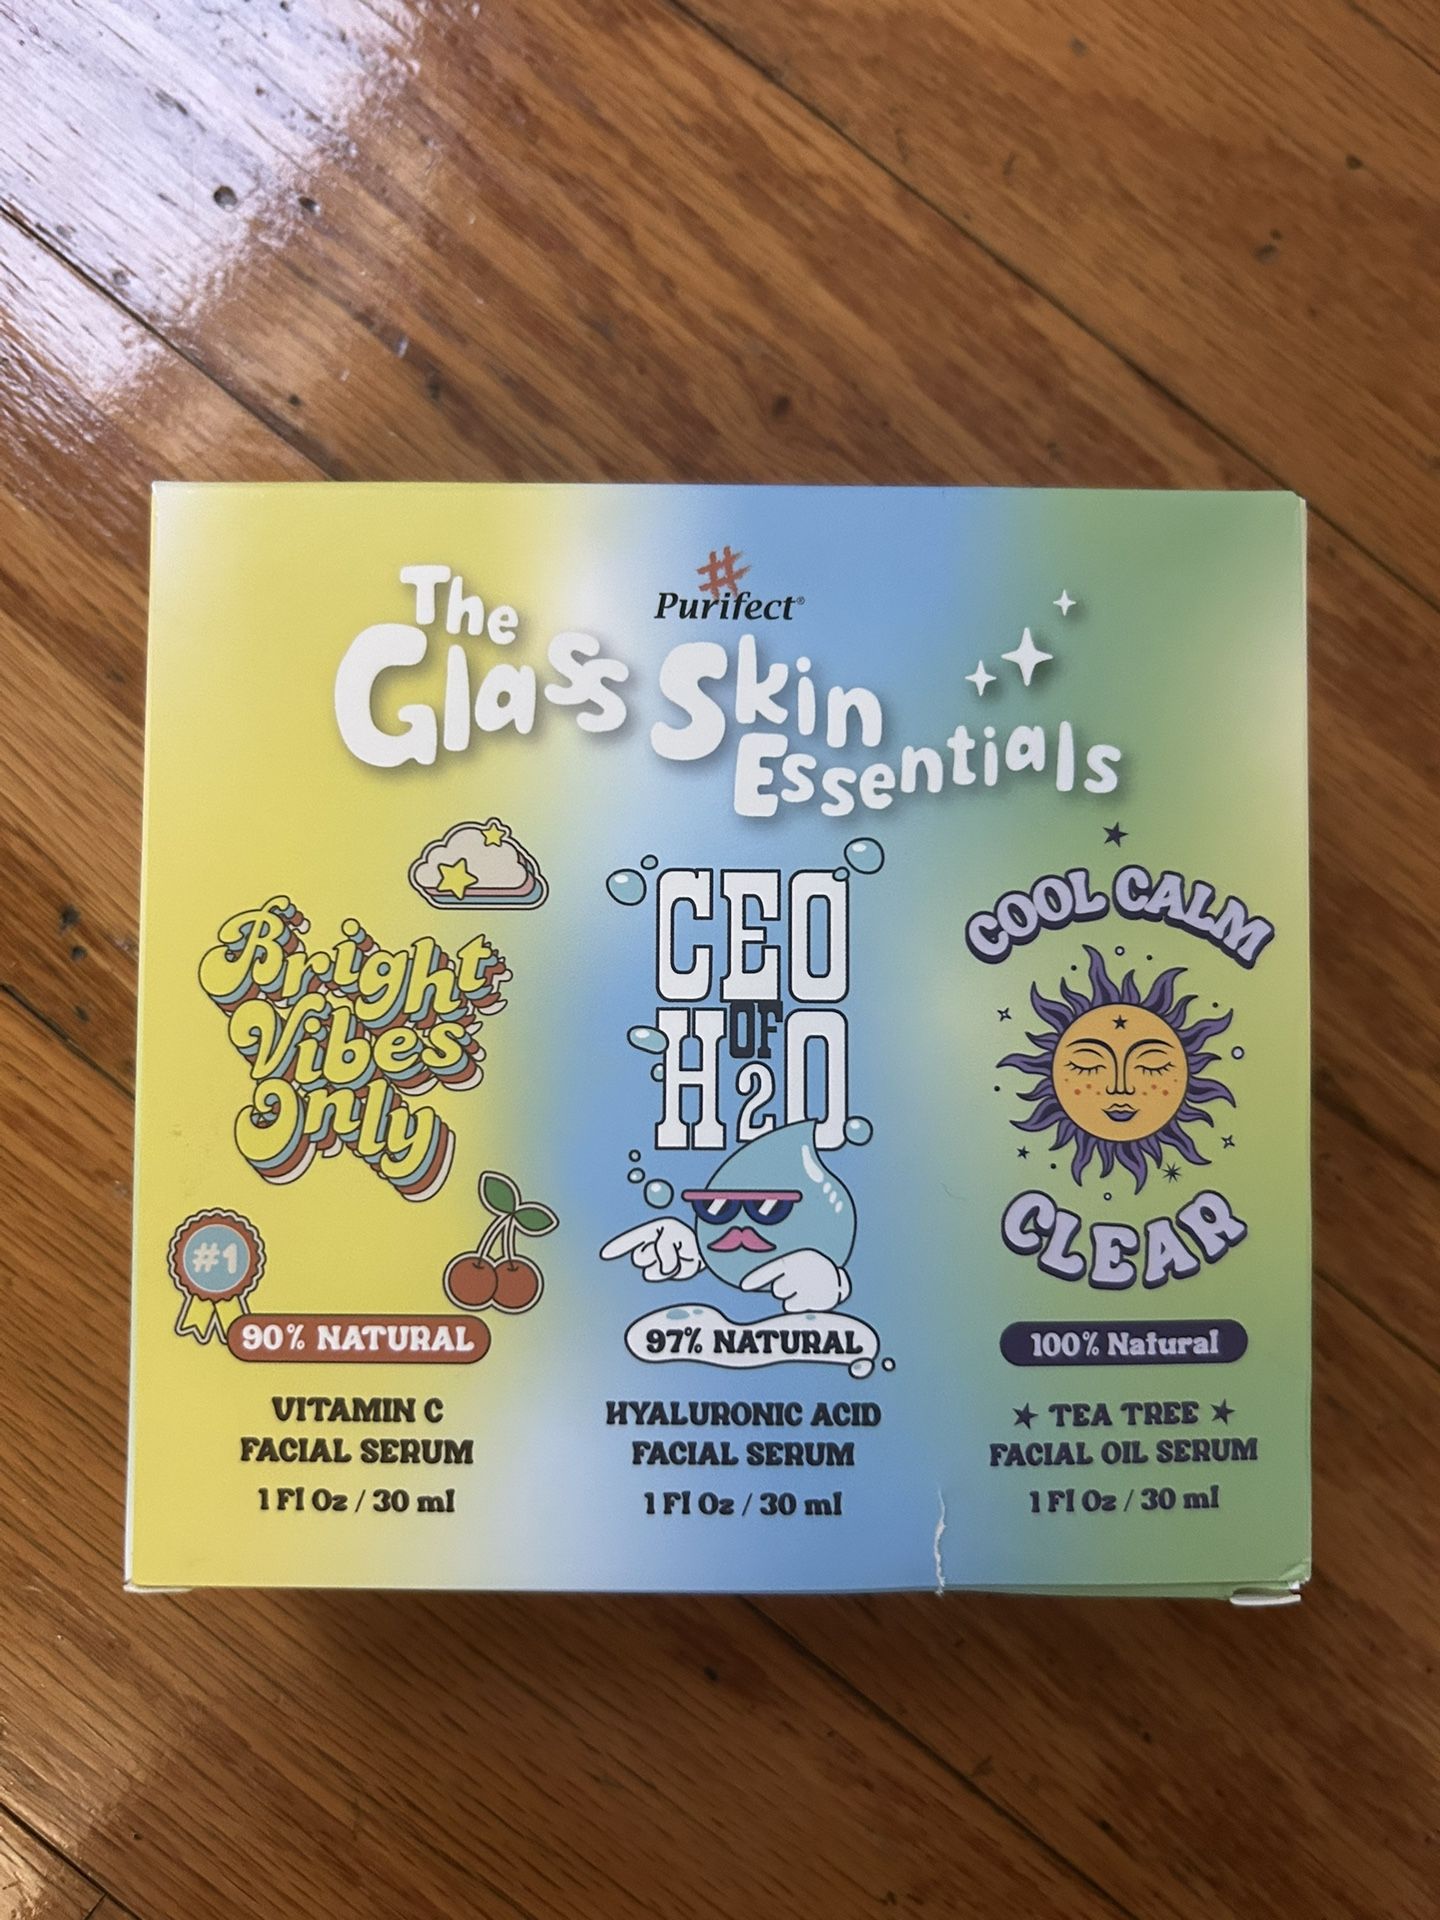 #
Purifect®
The
Glass Skin
Essentials
Bright
Vibes
Only
#1
90% NATURAL
VITAMIN C
FACIAL SERUM
1 Fl Oz / 30 ml
CEO
OF
H2O
97% NATURAL
HYALURONIC ACID
FACIAL SERUM
1 Fl Oz / 30 ml
COOL CALM
CLEAR
100% Natural
TEA TREE
FACIAL OIL SERUM
1 Fl Oz / 30 ml